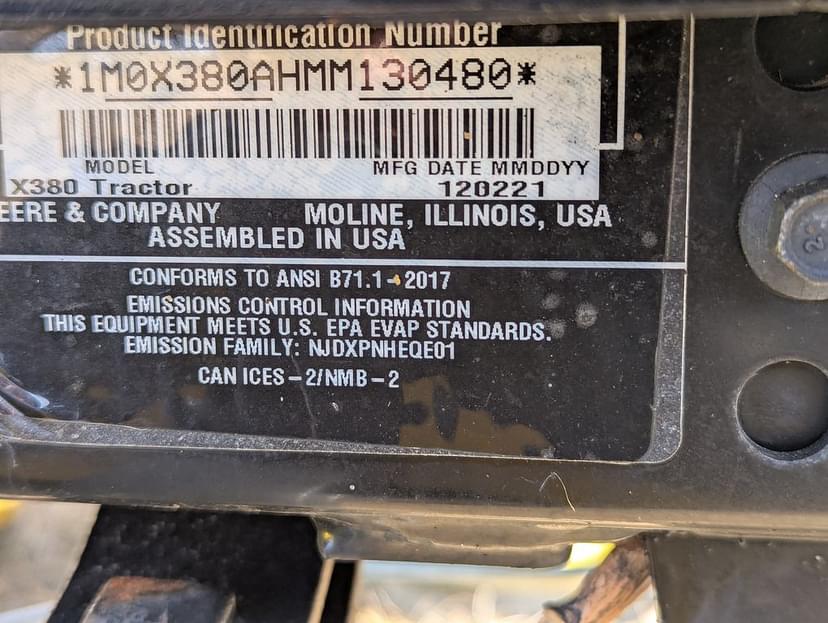 Product Identification Number
*1M0X380AHMM130480*
MODEL MFG DATE MMDDYY
X380 Tractor 120221
EERE & COMPANY MOLINE, ILLINOIS, USA
ASSEMBLED IN USA
CONFORMS TO ANSI B71.1-2017
EMISSIONS CONTROL INFORMATION
THIS EQUIPMENT MEETS U.S. EPA EVAP STANDARDS.
EMISSION FAMILY: NJDXPNHEQE01
CAN ICES-2/NMB-2